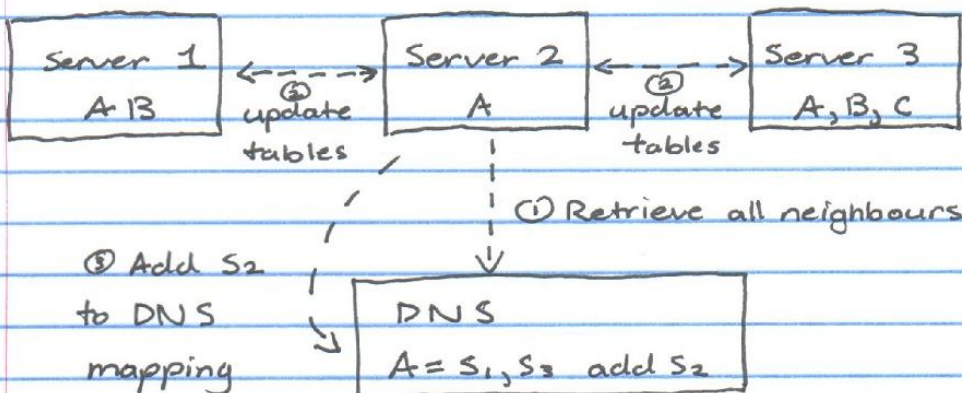 Server 1
A B
② update tables
Server 2
A
② update tables
Server 3
A, B, C
① Retrieve all neighbours
③ Add S2
to DNS
mapping
DNS
A = S1, S3 add S2